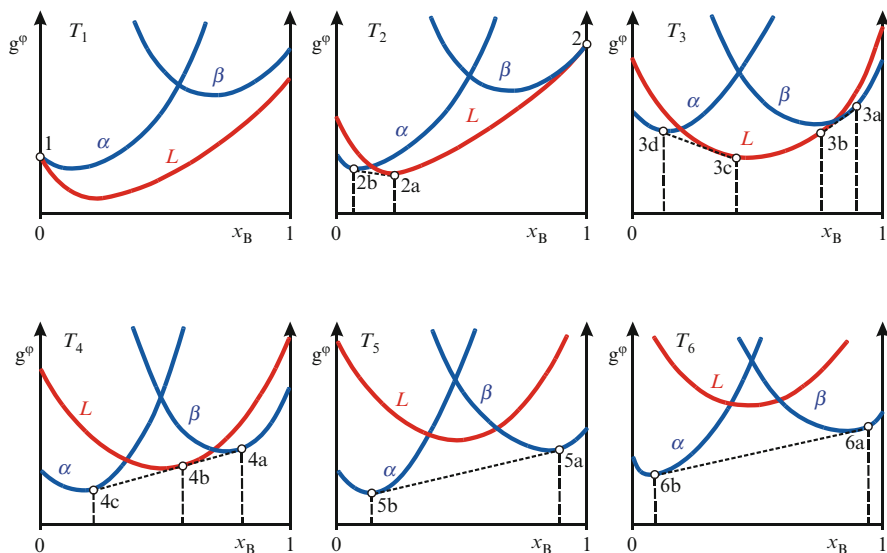 g^φ T₁ 1 α β L 0 x_B 1
T₂ 2 β L α 2b 2a 0 x_B 1
T₃ α β L 3a 3b 3c 3d 0 x_B 1
g^φ T₄ L β α 4a 4b 4c 0 x_B 1
T₅ g^φ L β α 5a 5b 0 x_B 1
T₆ g^φ L β α 6a 6b 0 x_B 1